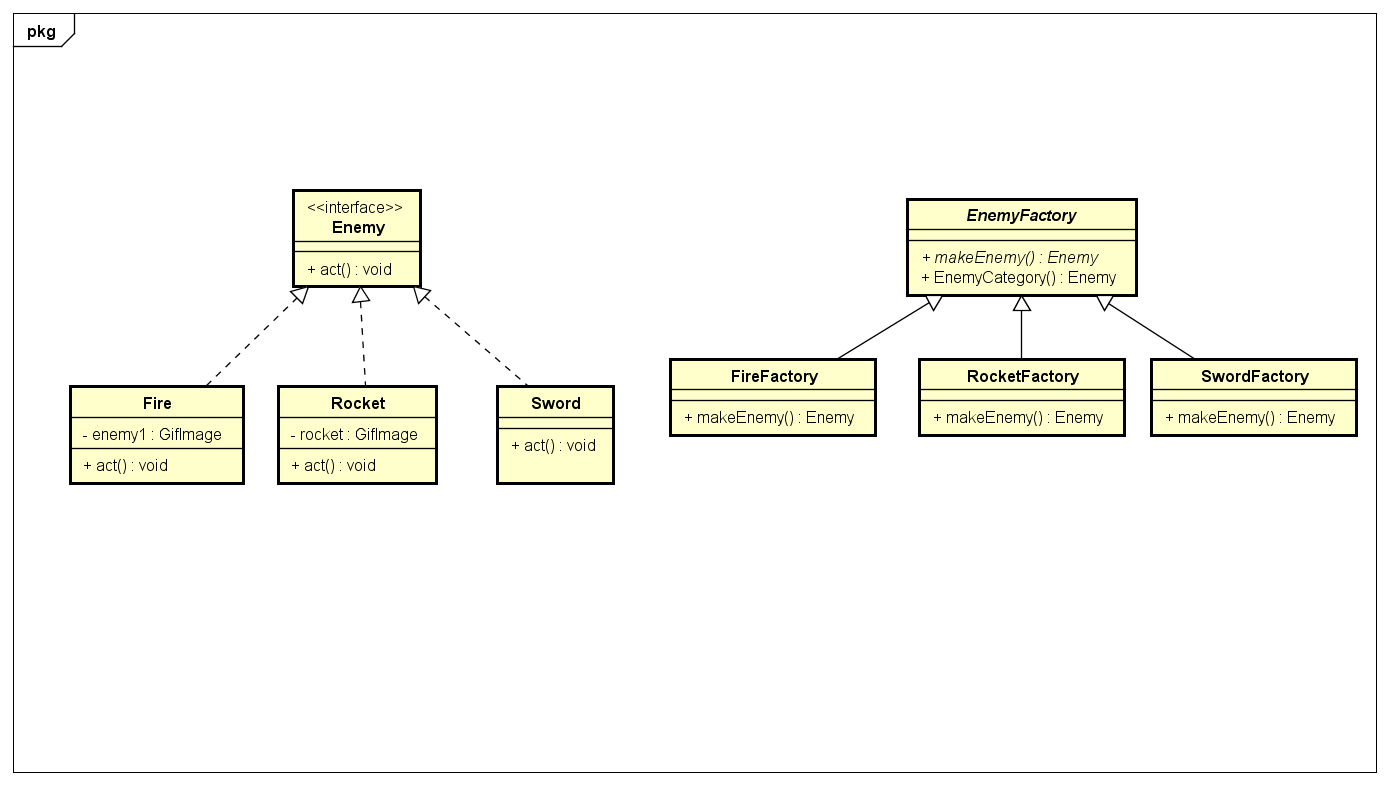 pkg
<<interface>>
Enemy
+ act() : void
EnemyFactory
+ makeEnemy() : Enemy
+ EnemyCategory() : Enemy
Fire
- enemy1 : GifImage
+ act() : void
Rocket
- rocket : GifImage
+ act() : void
Sword
+ act() : void
FireFactory
+ makeEnemy() : Enemy
RocketFactory
+ makeEnemy() : Enemy
SwordFactory
+ makeEnemy() : Enemy